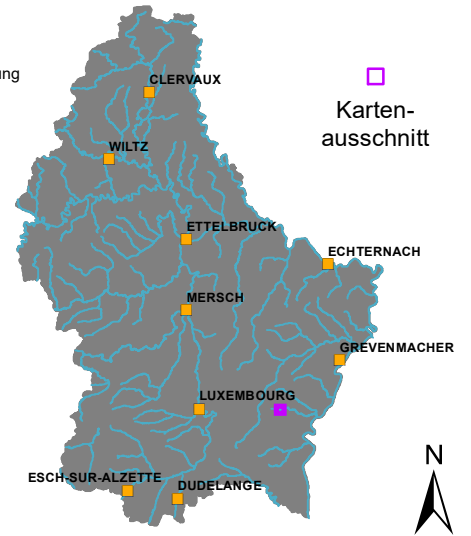 ung
CLERVAUX
Karten-
ausschnitt
WILTZ
ETTELBRUCK
ECHTERNACH
MERSCH
GREVENMACHER
LUXEMBOURG
ESCH-SUR-ALZETTE
DUDELANGE
N